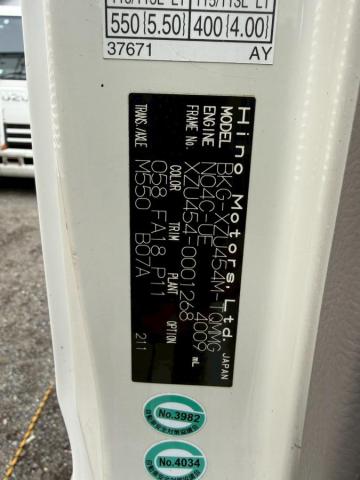 550(5.50) 400(4.00)
37671 AY
Hino Motors, Ltd. JAPAN
MODEL BKG-XZU454M-TQMMG
ENGINE NO4C-UE 4009 mL
FRAME No. XZU454-0001268
COLOR TRIM PLANT OPTION
058 FA18 P11
TRANS./AXLE M550 B07A 211
No.3982
No.4034